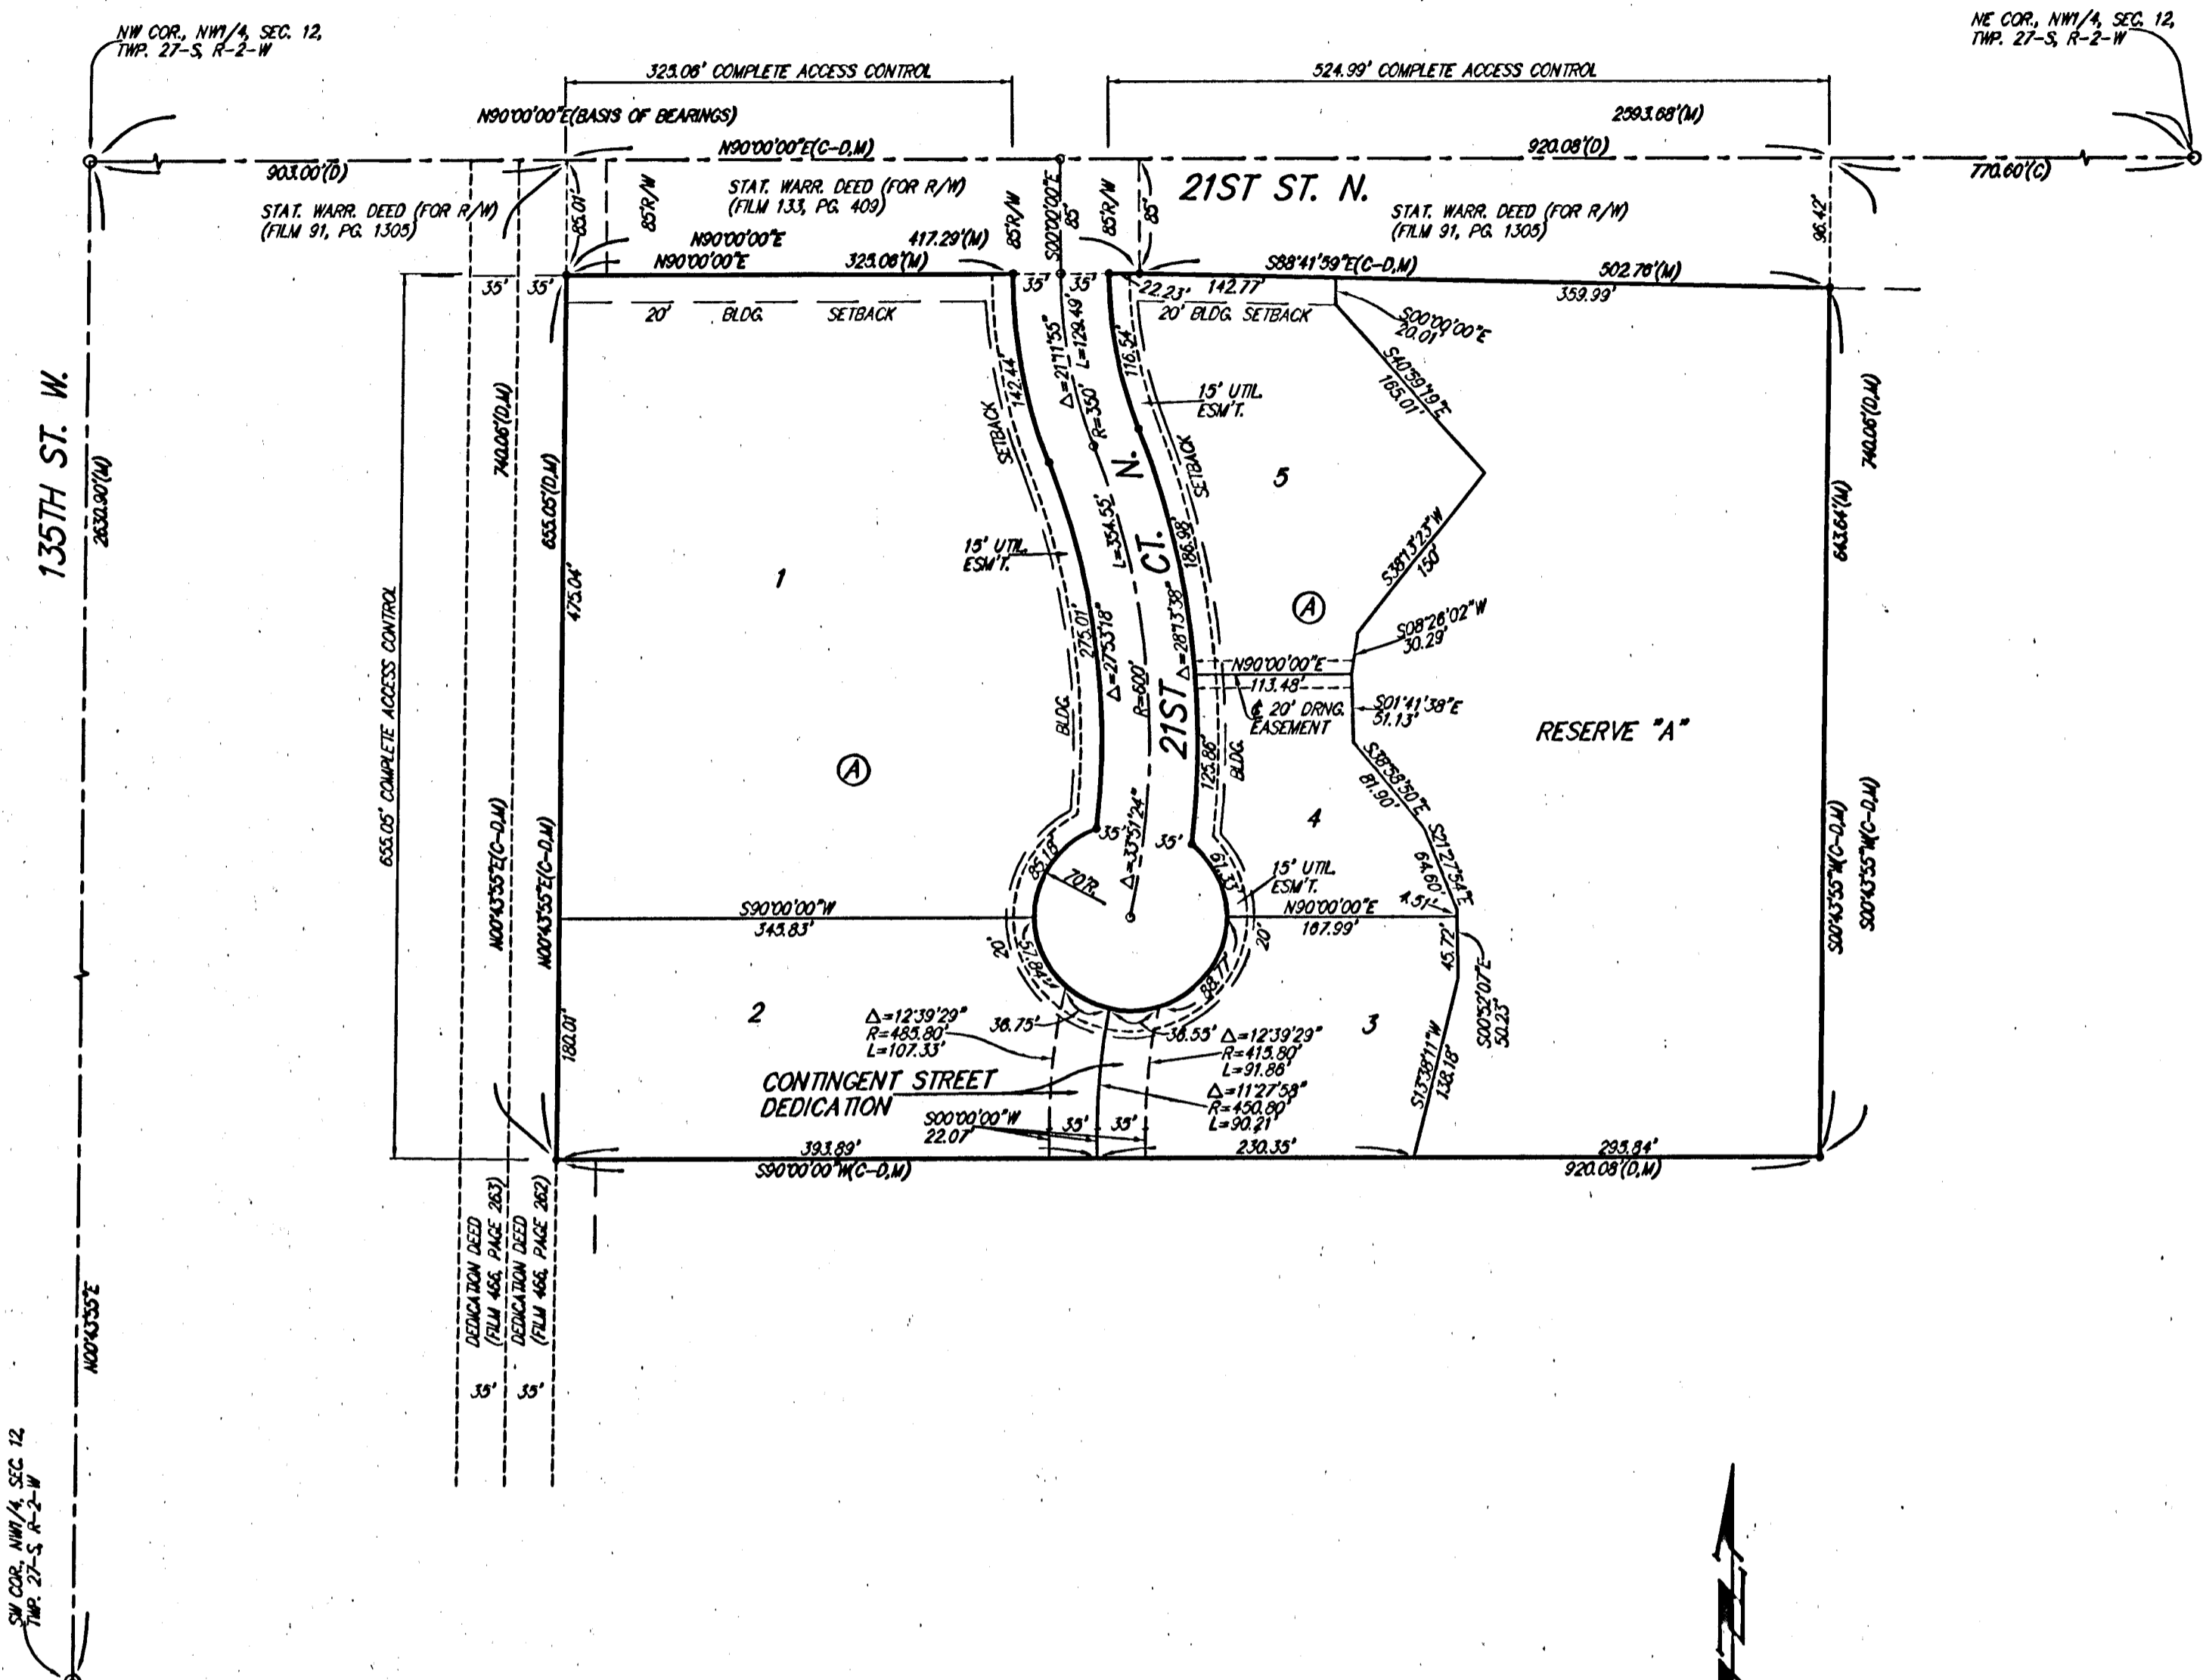 NW COR., NW1/4, SEC. 12,
TWP. 27-S, R-2-W
NE COR., NW1/4, SEC. 12,
TWP. 27-S, R-2-W
325.06' COMPLETE ACCESS CONTROL
524.99' COMPLETE ACCESS CONTROL
N90°00'00"E(BASIS OF BEARINGS)
2593.68'(M)
N90°00'00"E(C-D,M)
920.08'(D)
903.00'(D)
770.60'(C)
STAT. WARR. DEED (FOR R/W)
(FILM 91, PG. 1305)
85.01'
85'R/W
STAT. WARR. DEED (FOR R/W)
(FILM 133, PG. 409)
85'R/W
S00°00'00"E
85'
85'R/W
85'
21ST ST. N.
STAT. WARR. DEED (FOR R/W)
(FILM 91, PG. 1305)
96.42'
N90°00'00"E
417.29'(M)
N90°00'00"E
325.06'(M)
S88°41'59"E(C-D,M)
502.76'(M)
35'
35'
35'
35'
22.23'
142.77'
359.99'
20' BLDG. SETBACK
20' BLDG. SETBACK
S00°00'00"E
20.01'
135TH ST. W.
2630.90'(M)
740.06'(D,M)
655.05'(D,M)
475.04'
142.44'
SETBACK
Δ=21°11'55"
L=129.49'
R=350'
116.54'
15' UTIL.
ESM'T.
SETBACK
S40°59'19"E
165.01'
740.06'(D,M)
643.64'(M)
5
1
15' UTIL.
ESM'T.
L=354.55'
21ST CT. N.
186.98'
S38°13'23"W
150'
A
S08°26'02"W
30.29'
655.05' COMPLETE ACCESS CONTROL
275.01'
Δ=27°53'18"
R=600'
Δ=28°13'38"
N90°00'00"E
113.48'
20' DRNG.
EASEMENT
S01°41'38"E
51.13'
RESERVE "A"
BLDG.
BLDG.
125.86'
A
S38°58'50"E
81.90'
4
35'
35'
Δ=33°51'24"
85.18'
70'R.
61.33'
15' UTIL.
ESM'T.
S21°27'54"E
64.60'
4.51'
N00°43'55"E(C-D,M)
N00°43'55"E(C-D,M)
S00°43'55"W(C-D,M)
S00°43'55"W(C-D,M)
S90°00'00"W
345.83'
N90°00'00"E
167.99'
20'
20'
57.84'
88.77'
45.72'
S00°52'07"E
50.23'
2
3
180.01'
Δ=12°39'29"
R=485.80'
L=107.33'
36.75'
36.55'
Δ=12°39'29"
R=415.80'
L=91.86'
CONTINGENT STREET
DEDICATION
Δ=11°27'58"
R=450.80'
L=90.21'
S13°38'11"W
138.18'
S00°00'00"W
22.07'
35'
35'
393.89'
230.35'
295.84'
S90°00'00"W(C-D,M)
920.08'(D,M)
DEDICATION DEED
(FILM 466, PAGE 263)
DEDICATION DEED
(FILM 466, PAGE 262)
35'
35'
N00°43'55"E
SW COR., NW1/4, SEC. 12,
TWP. 27-S, R-2-W